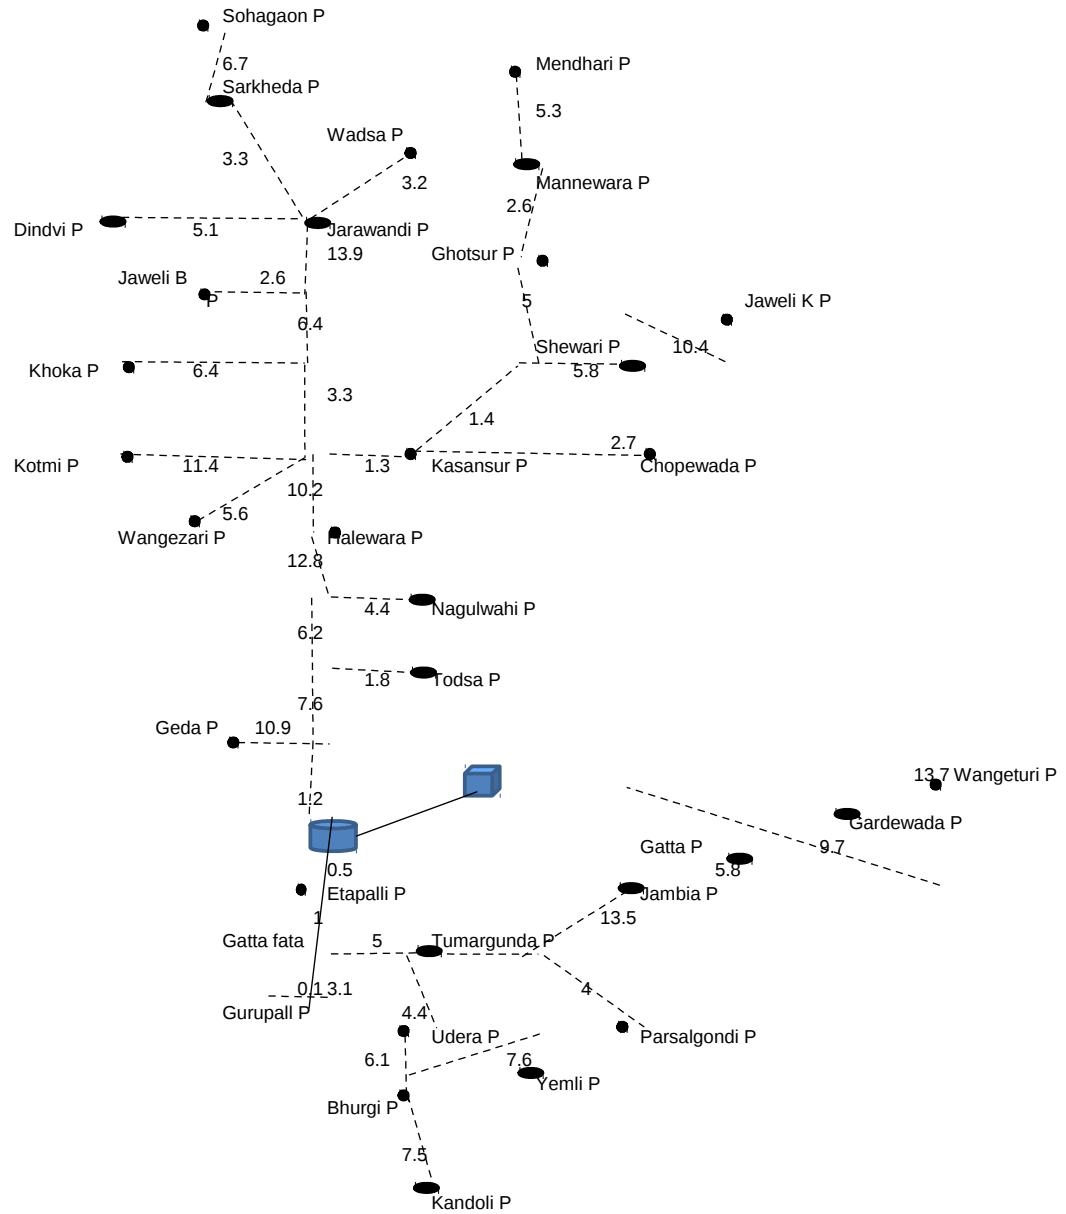 Sohagaon P
6.7
Sarkheda P
Mendhari P
5.3
Wadsa P
3.3
3.2
Mannewara P
2.6
Dindvi P
5.1
Jarawandi P
13.9
Ghotsur P
Jaweli B
P
2.6
5
Jaweli K P
6.4
Shewari P
10.4
Khoka P
6.4
5.8
3.3
1.4
2.7
Kotmi P
11.4
1.3
Kasansur P
Chopewada P
10.2
5.6
Wangezari P
Halewara P
12.8
4.4
Nagulwahi P
6.2
1.8
Todsa P
7.6
Geda P
10.9
13.7 Wangeturi P
1.2
Gardewada P
9.7
Gatta P
5.8
0.5
Etapalli P
Jambia P
1
13.5
Gatta fata
5
Tumargunda P
0.1
3.1
4
Gurupall P
4.4
Udera P
Parsalgondi P
6.1
7.6
Yemli P
Bhurgi P
7.5
Kandoli P